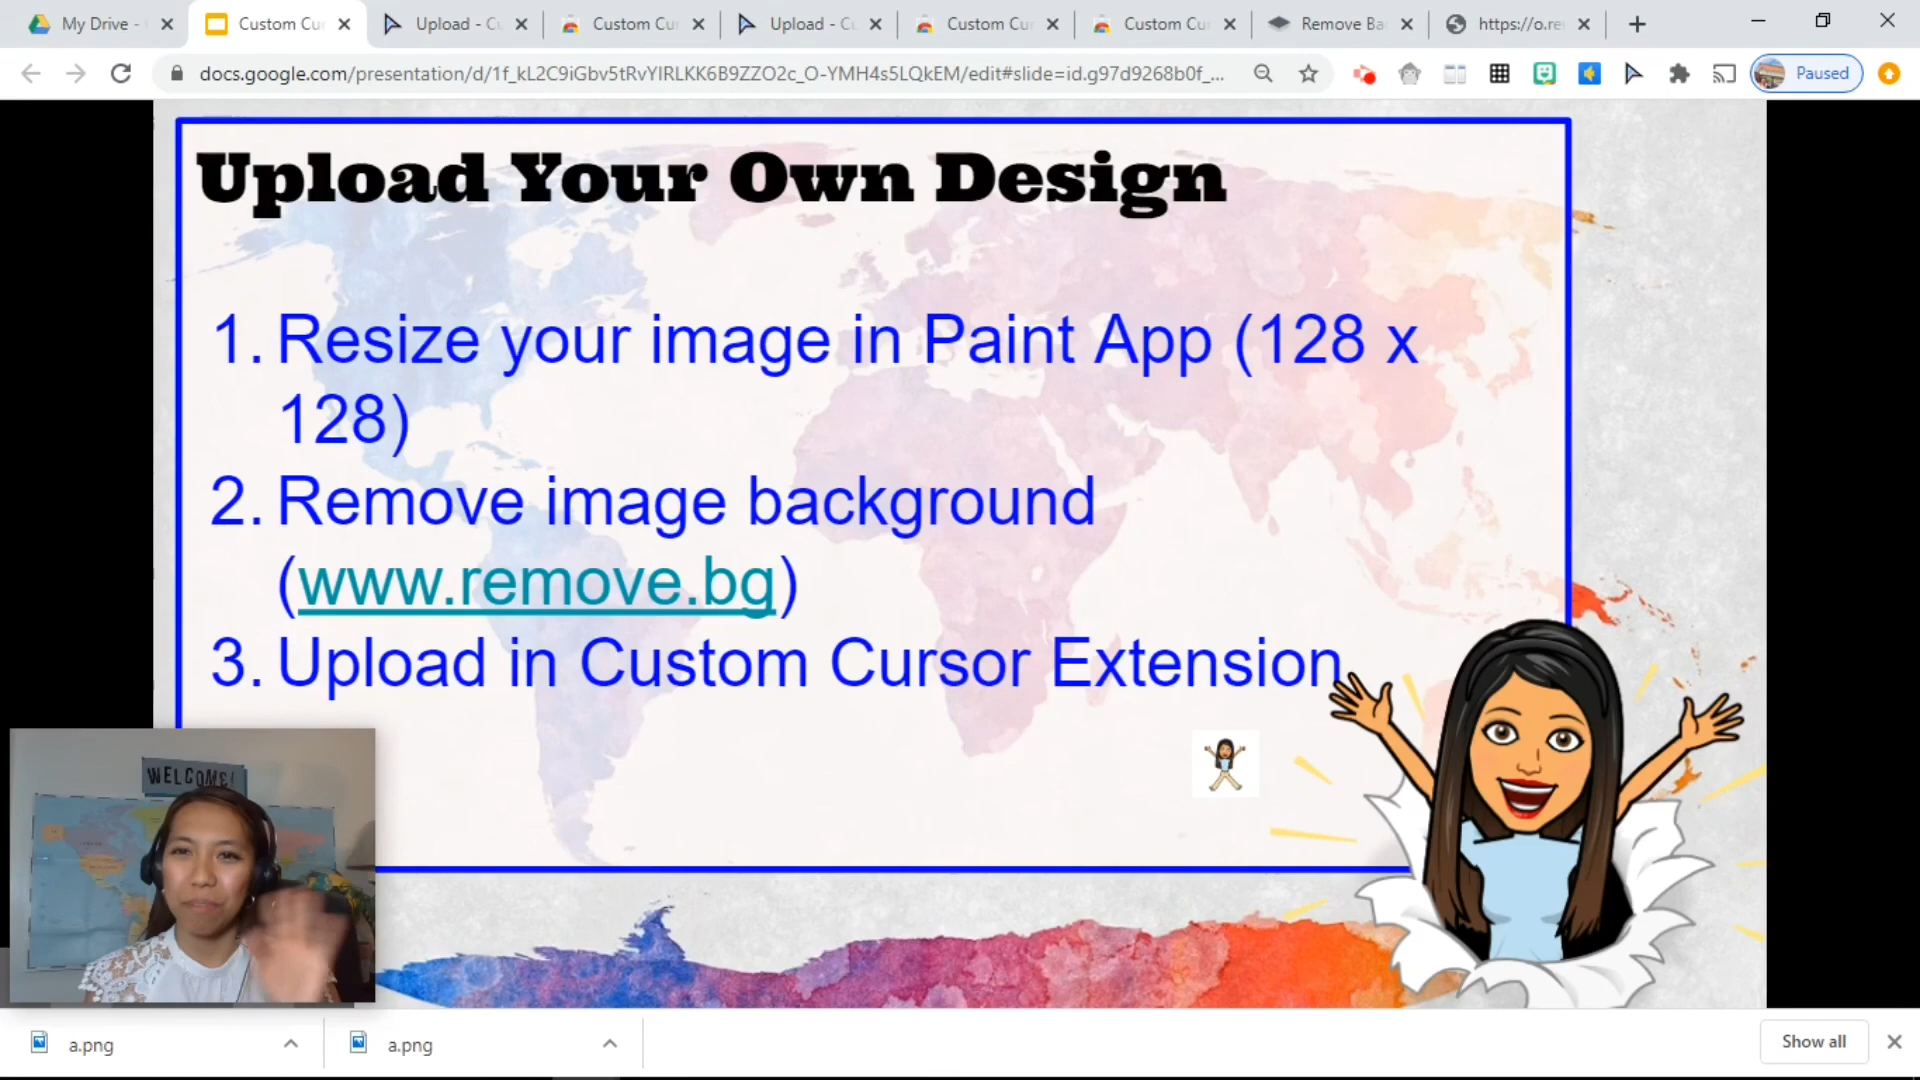 My Drive -
Custom Cu
Upload - Cu
Custom Cu
Upload - Cu
Custom Cu
Custom Cu
Remove Ba
https://o.re
docs.google.com/presentation/d/1f_kL2C9iGbv5tRvYIRLKK6B9ZZO2c_O-YMH4s5LQkEM/edit#slide=id.g97d9268b0f_...
Paused
Upload Your Own Design
1. Resize your image in Paint App (128 x
128)
2. Remove image background
(www.remove.bg)
3. Upload in Custom Cursor Extension
WELCOME!
a.png
a.png
Show all